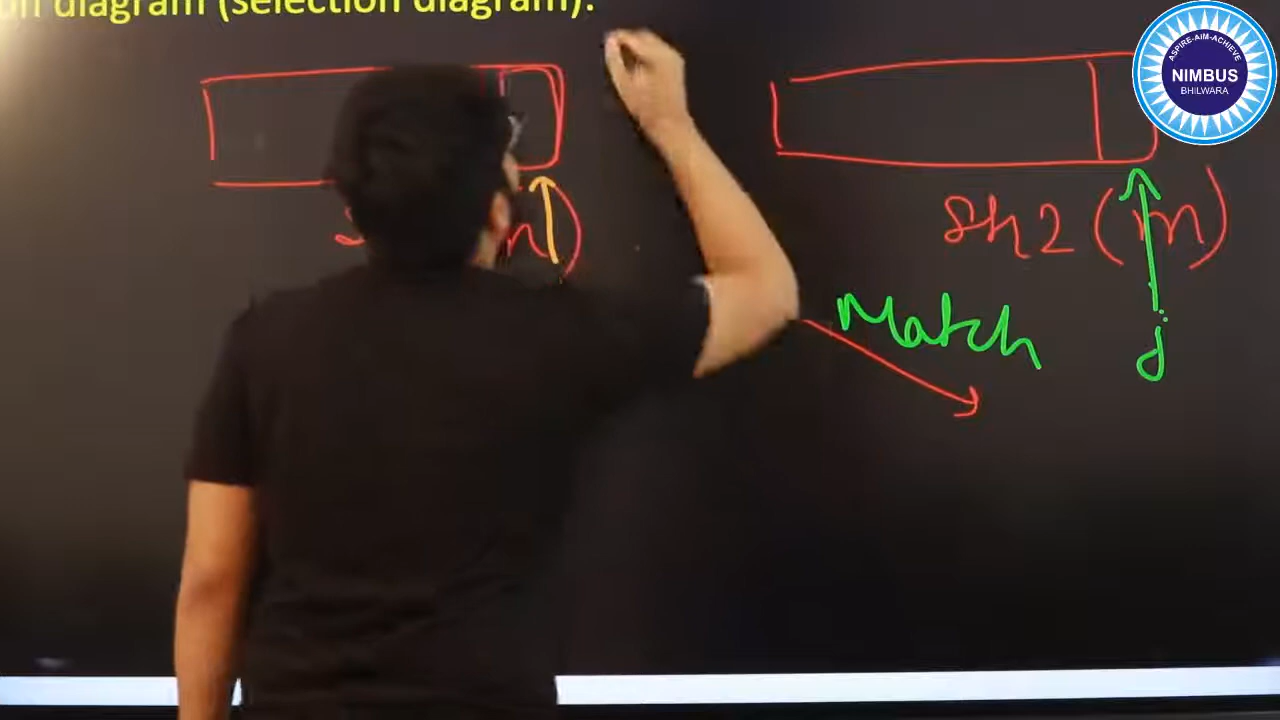 diagram (selection diagram).
ASPIRE-AIM-ACHIEVE
NIMBUS
BHILWARA
n)
Sh2 (m)
Match
j